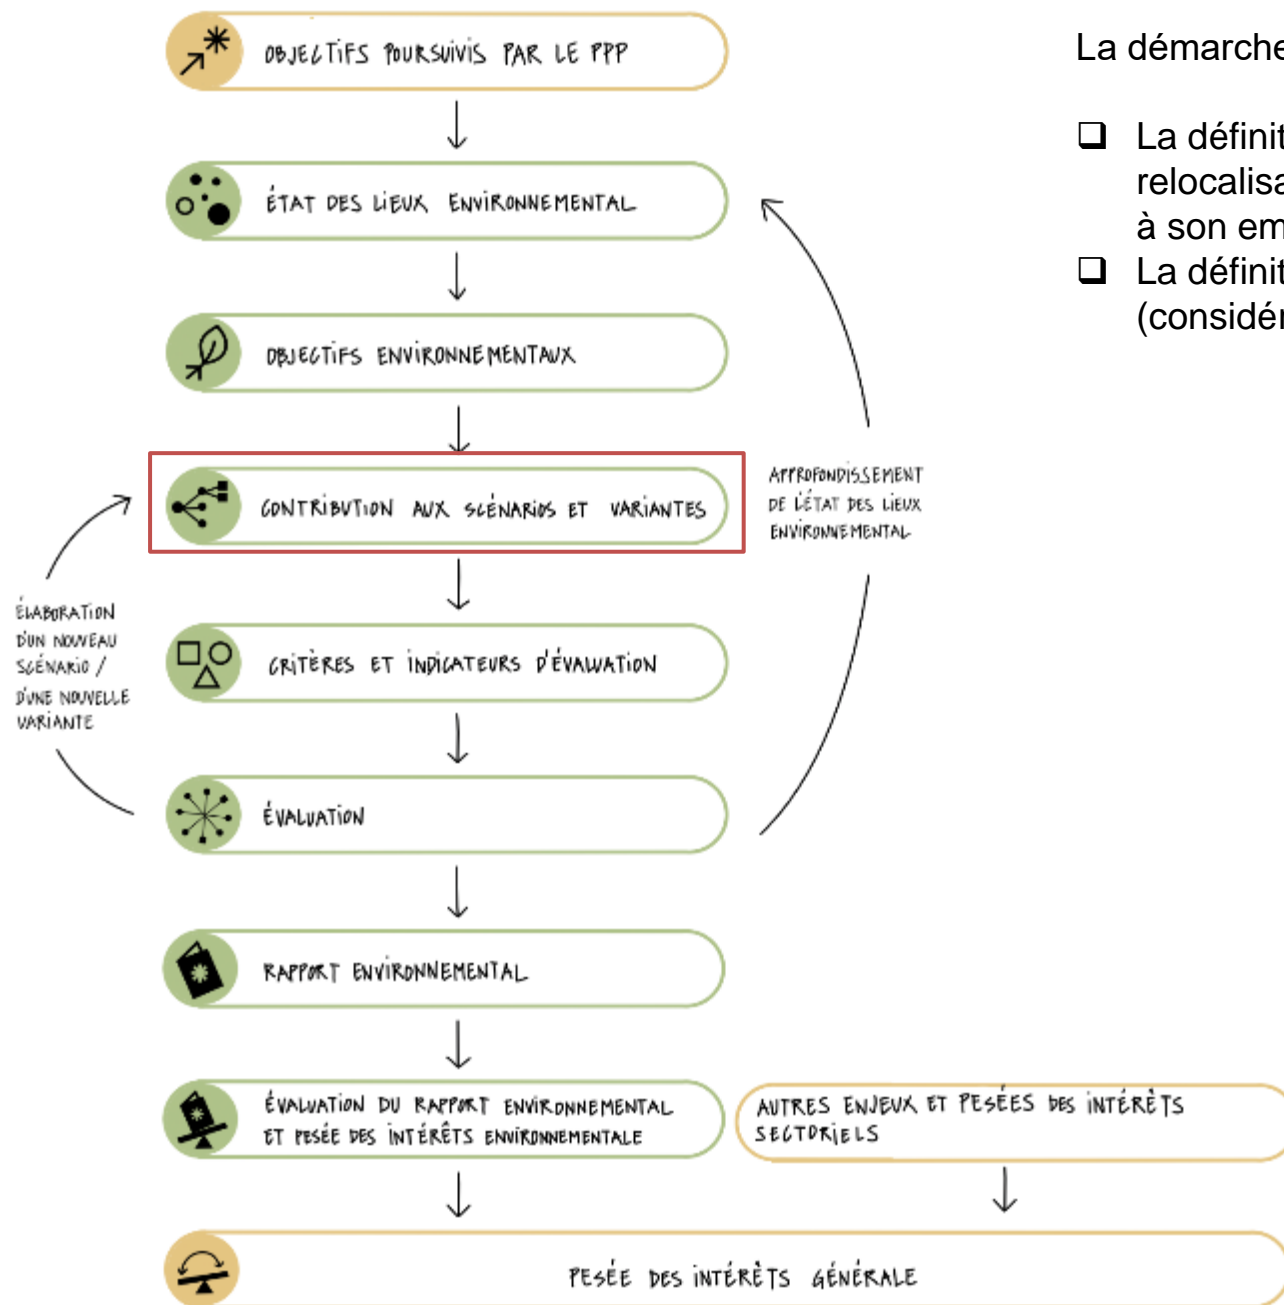 OBJECTIFS POURSUIVIS PAR LE PPP
ÉTAT DES LIEUX ENVIRONNEMENTAL
OBJECTIFS ENVIRONNEMENTAUX
CONTRIBUTION AUX SCÉNARIOS ET VARIANTES
CRITÈRES ET INDICATEURS D'ÉVALUATION
ÉVALUATION
RAPPORT ENVIRONNEMENTAL
ÉVALUATION DU RAPPORT ENVIRONNEMENTAL
ET PESÉE DES INTÉRÊTS ENVIRONNEMENTALE
AUTRES ENJEUX ET PESÉES DES INTÉRÊTS
SECTORIELS
PESÉE DES INTÉRÊTS GÉNÉRALE
ÉLABORATION
D'UN NOUVEAU
SCÉNARIO /
D'UNE NOUVELLE
VARIANTE
APPROFONDISSEMENT
DE L'ÉTAT DES LIEUX
ENVIRONNEMENTAL
La démarche
La définit
relocalisa
à son em
La définit
(considér